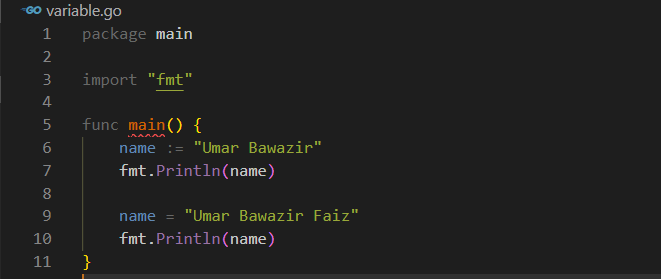 GO variable.go
1 package main
2
3 import "fmt"
4
5 func main() {
6     name := "Umar Bawazir"
7     fmt.Println(name)
8
9     name = "Umar Bawazir Faiz"
10     fmt.Println(name)
11 }